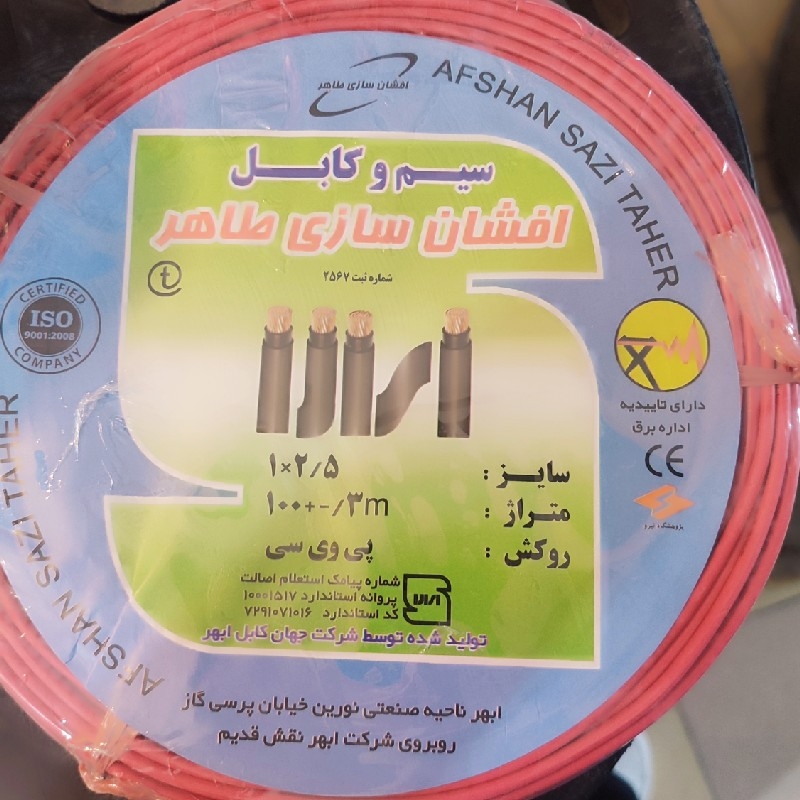 افشان سازی طاهر
AFSHAN SAZI TAHER
سیم و کابل
افشان سازی طاهر
شماره ثبت ۲۵۶۷
t
CERTIFIED
ISO
9001:2008
COMPANY
دارای تاییدیه
اداره برق
CE
پژوهشگاه نیرو
سایز : ۱×۲/۵
متراژ : ۱۰۰+-/۳m
روکش : پی وی سی
شماره پیامک استعلام اصالت
پروانه استاندارد ۱۰۰۰۱۵۱۷
کد استاندارد ۷۲۹۱۰۷۱۰۱۶
تولید شده توسط شرکت جهان کابل ابهر
AFSHAN SAZI TAHER
ابهر ناحیه صنعتی نورین خیابان پرسی گاز
روبروی شرکت ابهر نقش قدیم